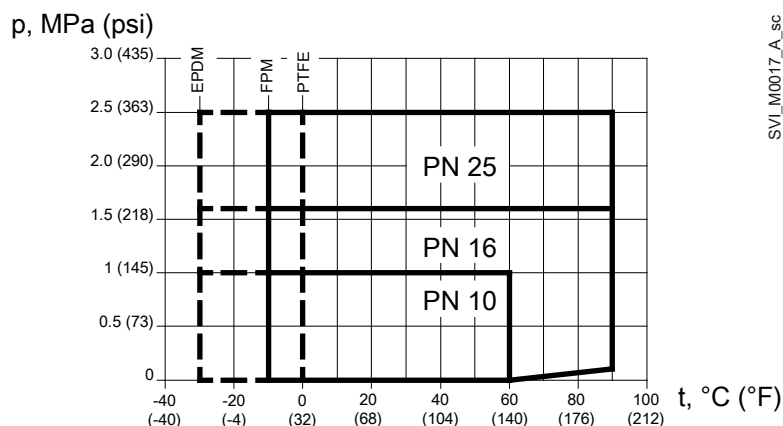 p, MPa (psi)
SVI_M0017_A_sc
EPDM
FPM
PTFE
3.0 (435)
2.5 (363)
2.0 (290)
1.5 (218)
1 (145)
0.5 (73)
0
PN 25
PN 16
PN 10
-40 -20 0 20 40 60 80 100
(-40) (-4) (32) (68) (104) (140) (176) (212)
t, °C (°F)